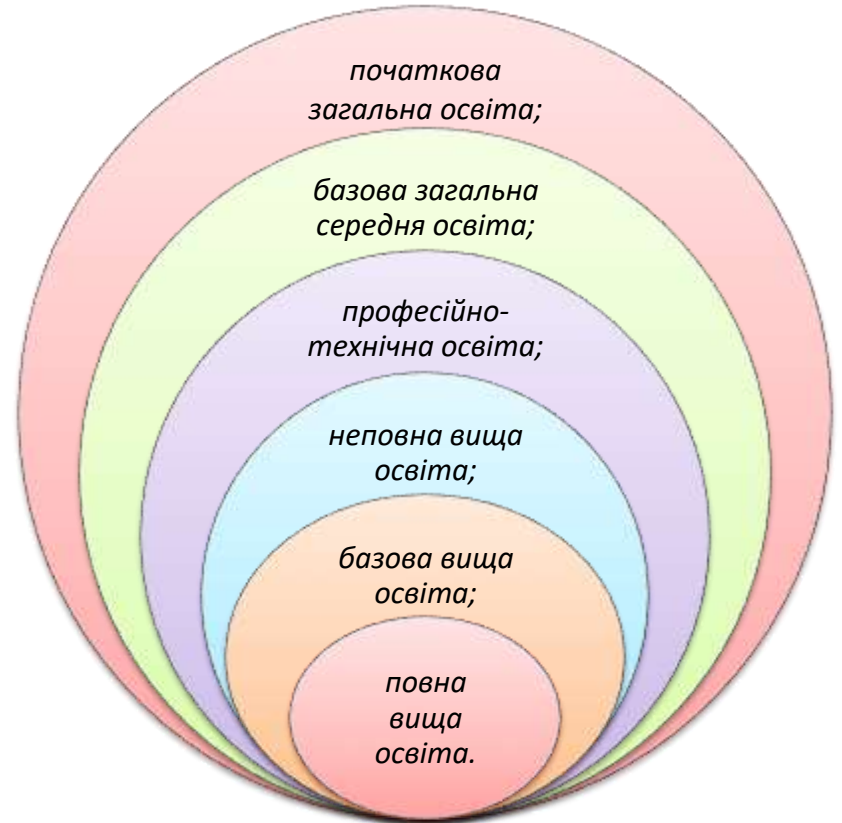 початкова
загальна освіта;
базова загальна
середня освіта;
професійно-
технічна освіта;
неповна вища
освіта;
базова вища
освіта;
повна
вища
освіта.